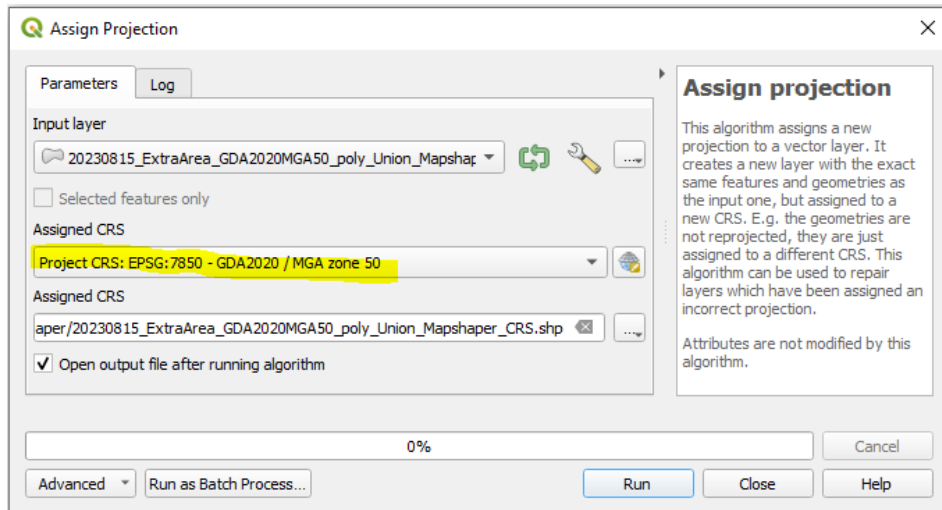 Assign Projection
Parameters
Log
Input layer
20230815_ExtraArea_GDA2020MGA50_poly_Union_Mapshap
...
Selected features only
Assigned CRS
Project CRS: EPSG:7850 - GDA2020 / MGA zone 50
Assigned CRS
aper/20230815_ExtraArea_GDA2020MGA50_poly_Union_Mapshaper_CRS.shp
...
Open output file after running algorithm
Assign projection
This algorithm assigns a new
projection to a vector layer. It
creates a new layer with the exact
same features and geometries as
the input one, but assigned to a
new CRS. E.g. the geometries are
not reprojected, they are just
assigned to a different CRS. This
algorithm can be used to repair
layers which have been assigned an
incorrect projection.
Attributes are not modified by this
algorithm.
0%
Cancel
Advanced
Run as Batch Process...
Run
Close
Help